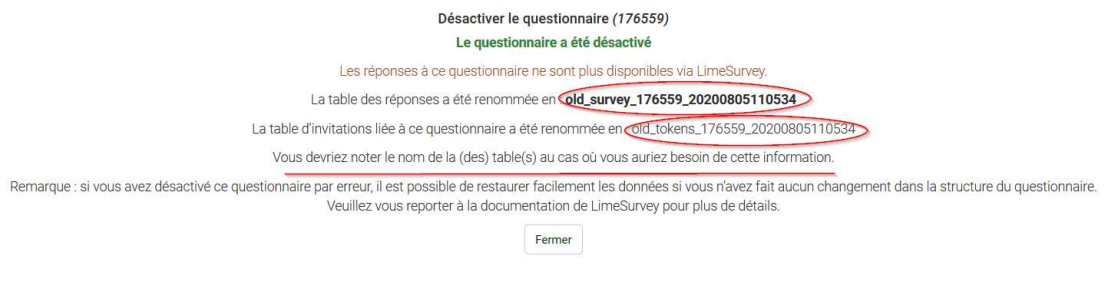 Désactiver le questionnaire (176559)
Le questionnaire a été désactivé
Les réponses à ce questionnaire ne sont plus disponibles via LimeSurvey.
La table des réponses a été renommée en old_survey_176559_20200805110534
La table d'invitations liée à ce questionnaire a été renommée en old_tokens_176559_20200805110534
Vous devriez noter le nom de la (des) table(s) au cas où vous auriez besoin de cette information.
Remarque : si vous avez désactivé ce questionnaire par erreur, il est possible de restaurer facilement les données si vous n'avez fait aucun changement dans la structure du questionnaire.
Veuillez vous reporter à la documentation de LimeSurvey pour plus de détails.
Fermer